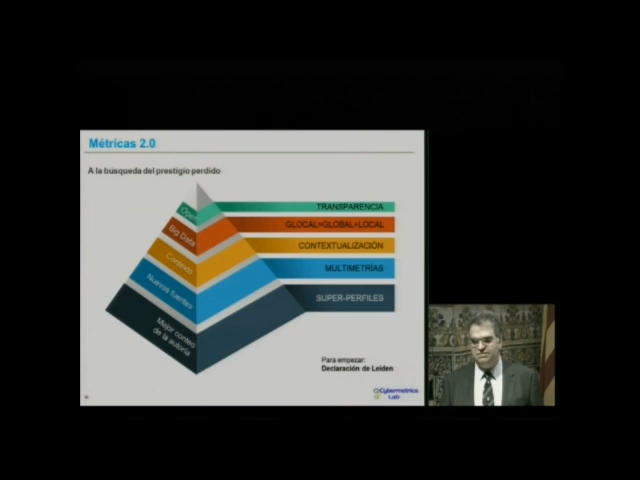 Métricas 2.0
A la búsqueda del prestigio perdido
Open
TRANSPARENCIA
Big Data
GLOCAL=GLOBAL+LOCAL
Contenido
CONTEXTUALIZACIÓN
Nuevas fuentes
MULTIMETRÍAS
Mejor conteo
de la autoría
SUPER-PERFILES
Para empezar:
Declaración de Leiden
Cybermetrics
Lab